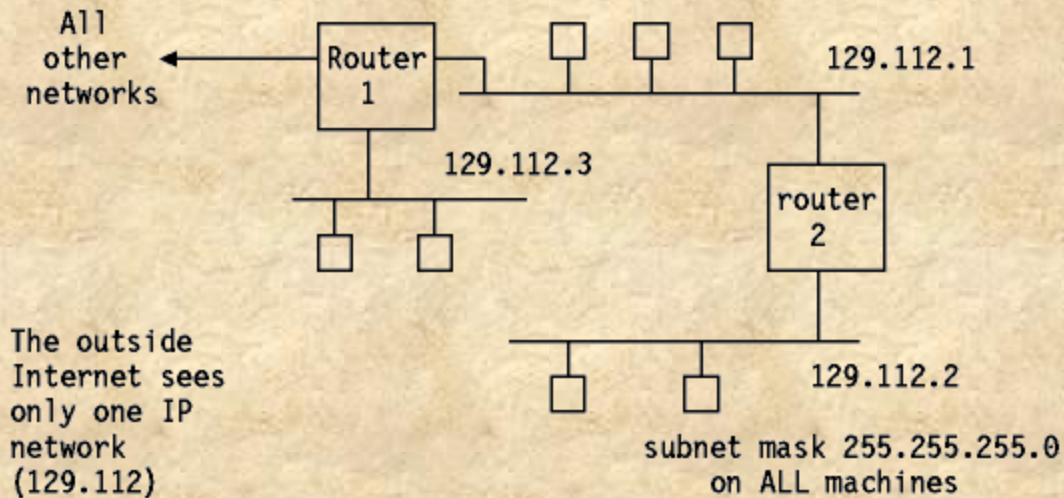 All
other
networks
Router
1
129.112.1
129.112.3
router
2
129.112.2
The outside
Internet sees
only one IP
network
(129.112)
subnet mask 255.255.255.0
on ALL machines